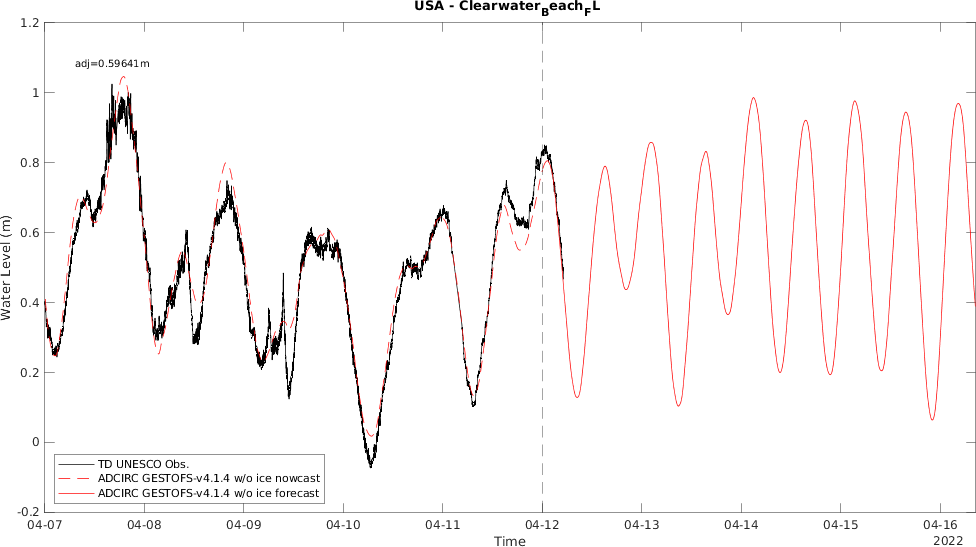 USA - Clearwater_Beach_FL
adj=0.59641m
1.2
1
0.8
0.6
0.4
0.2
0
-0.2
Water Level (m)
TD UNESCO Obs.
ADCIRC GESTOFS-v4.1.4 w/o ice nowcast
ADCIRC GESTOFS-v4.1.4 w/o ice forecast
04-07 04-08 04-09 04-10 04-11 04-12 04-13 04-14 04-15 04-16
Time 2022